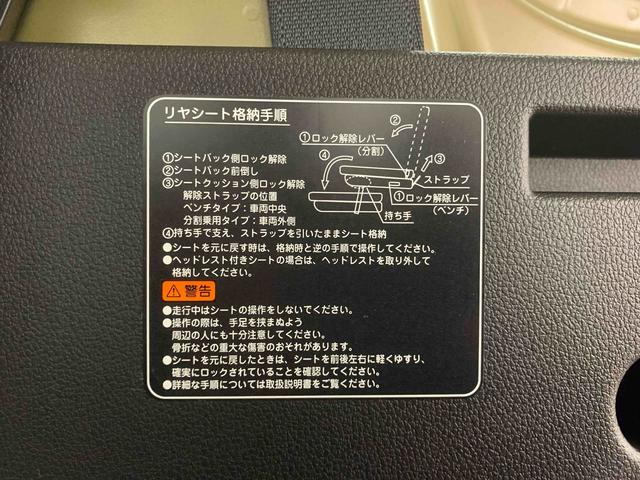 リヤシート格納手順
②
①ロック解除レバー
(分割)
④
③
ストラップ
①ロック解除レバー
(ベンチ)
持ち手
①シートバック側ロック解除
②シートバック前倒し
③シートクッション側ロック解除
解除ストラップの位置
ベンチタイプ：車両中央
分割乗用タイプ：車両外側
④持ち手で支え、ストラップを引いたままシート格納
●シートを元に戻す時は、格納時と逆の手順で操作してください。
●ヘッドレスト付きシートの場合は、ヘッドレストを取り外して
格納してください。
⚠警告
●走行中はシートの操作をしないでください。
●操作の際は、手足を挟まぬよう
周辺の人にも十分注意してください。
骨折などの重大な傷害のおそれがあります。
●シートを元に戻したときは、シートを前後左右に軽くゆすり、
確実にロックされていることを確認してください。
●詳細な手順については取扱説明書をご覧ください。